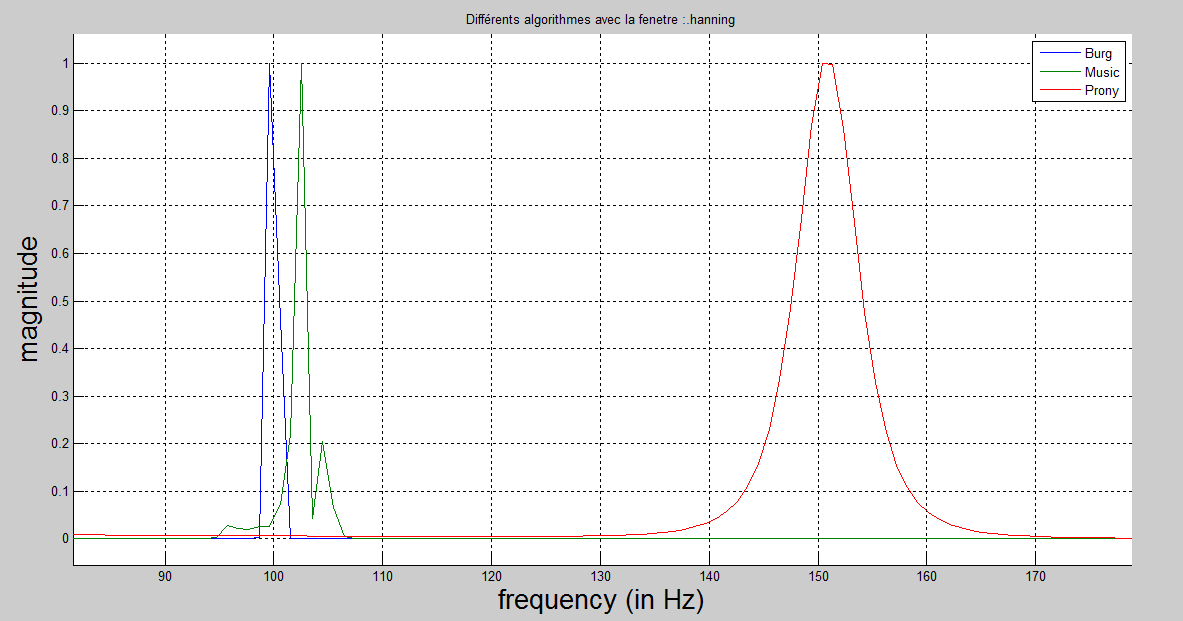 Différents algorithmes avec la fenetre :.hanning
Burg
Music
Prony
magnitude
1
0.9
0.8
0.7
0.6
0.5
0.4
0.3
0.2
0.1
0
90 100 110 120 130 140 150 160 170
frequency (in Hz)